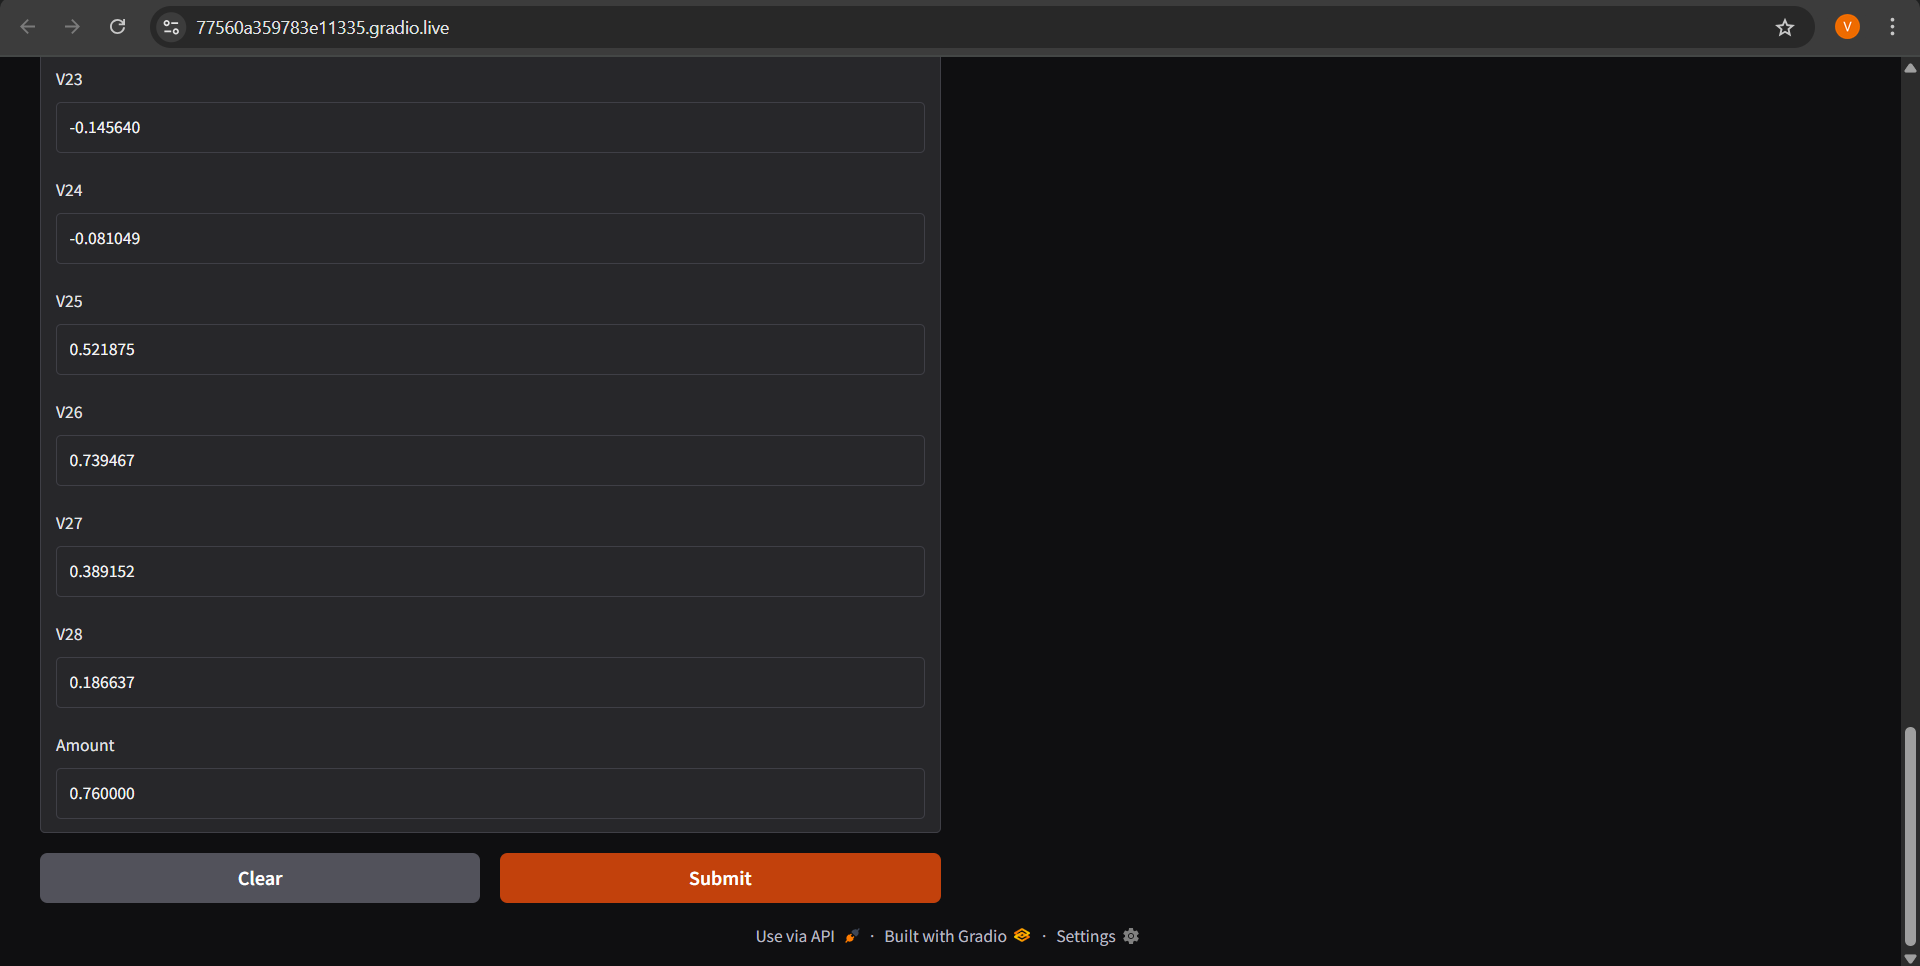 77560a359783e11335.gradio.live
V
V23
-0.145640
V24
-0.081049
V25
0.521875
V26
0.739467
V27
0.389152
V28
0.186637
Amount
0.760000
Clear
Submit
Use via API · Built with Gradio · Settings